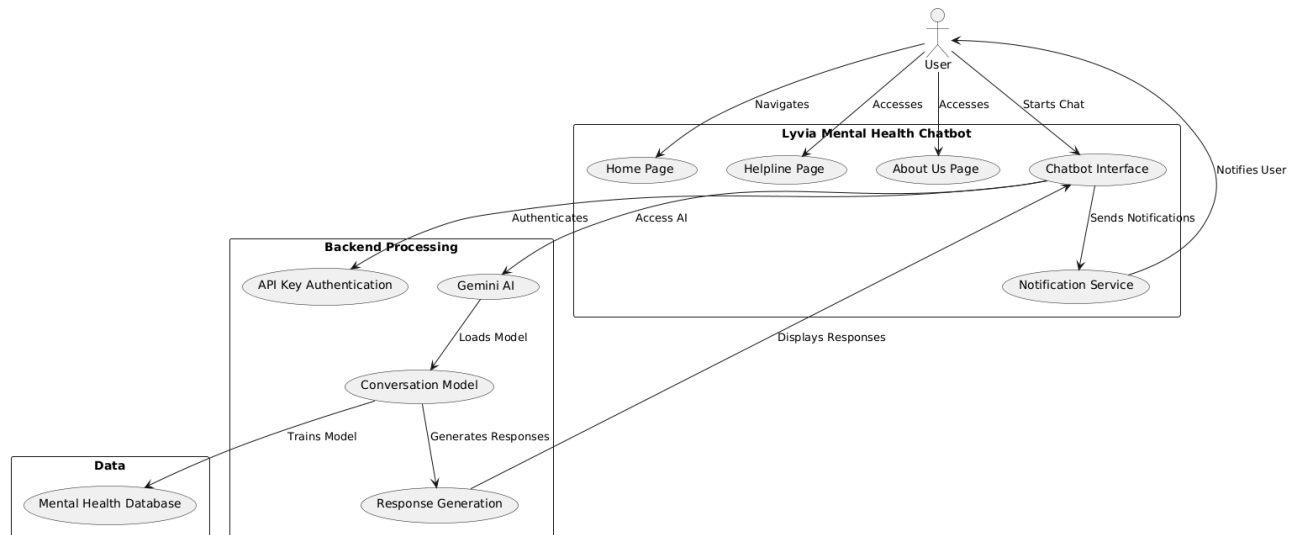 User
Navigates
Accesses
Accesses
Starts Chat
Lyvia Mental Health Chatbot
Home Page
Helpline Page
About Us Page
Chatbot Interface
Notifies User
Authenticates
Access AI
Sends Notifications
Backend Processing
API Key Authentication
Gemini AI
Notification Service
Loads Model
Displays Responses
Conversation Model
Trains Model
Generates Responses
Data
Mental Health Database
Response Generation